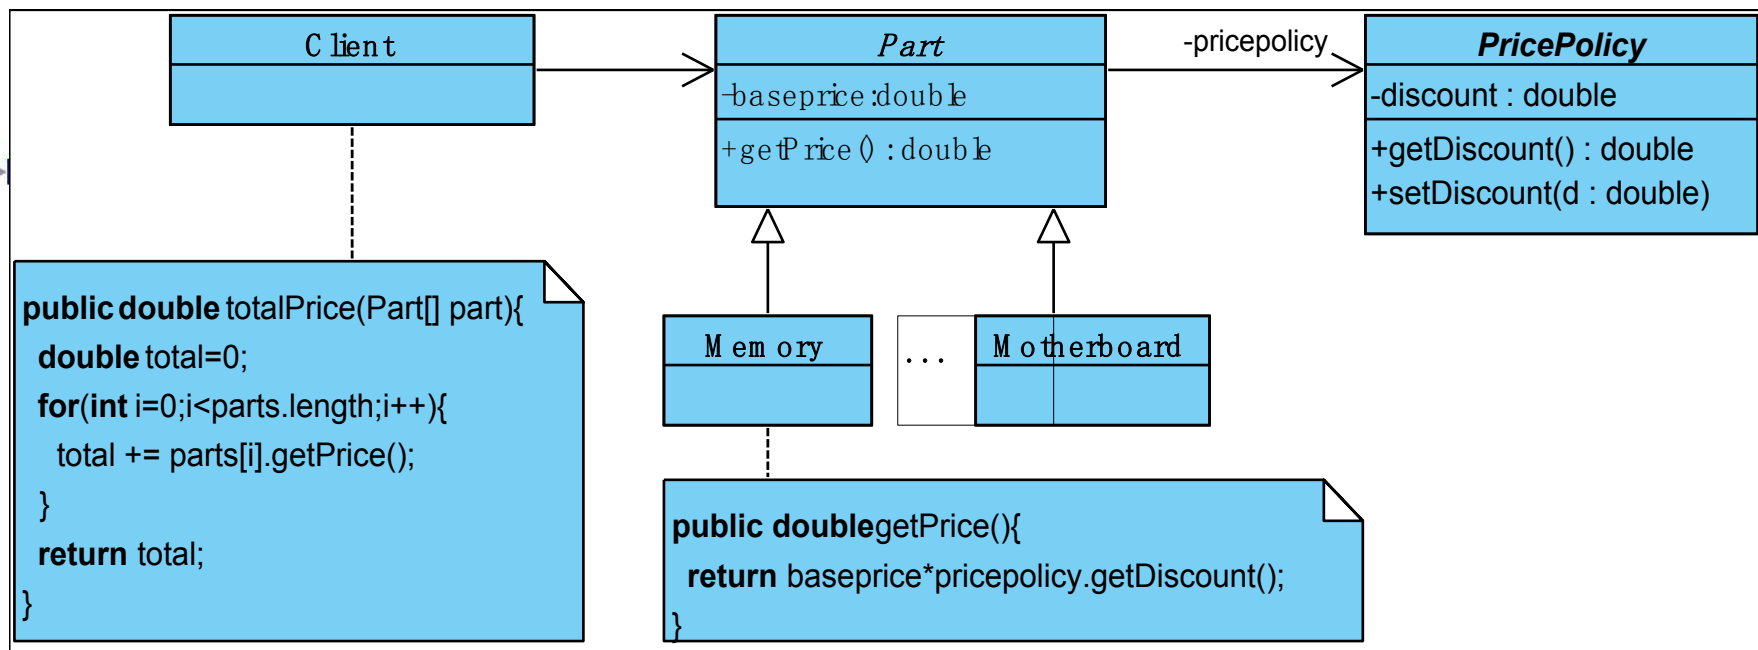 Client
Part
-baseprice:double
+getPrice():double
-pricepolicy
PricePolicy
-discount : double
+getDiscount() : double
+setDiscount(d : double)
public double totalPrice(Part[] part){
double total=0;
for(int i=0;i<parts.length;i++){
total += parts[i].getPrice();
}
return total;
}
Memory
...
Motherboard
public double getPrice(){
return baseprice*pricepolicy.getDiscount();
}